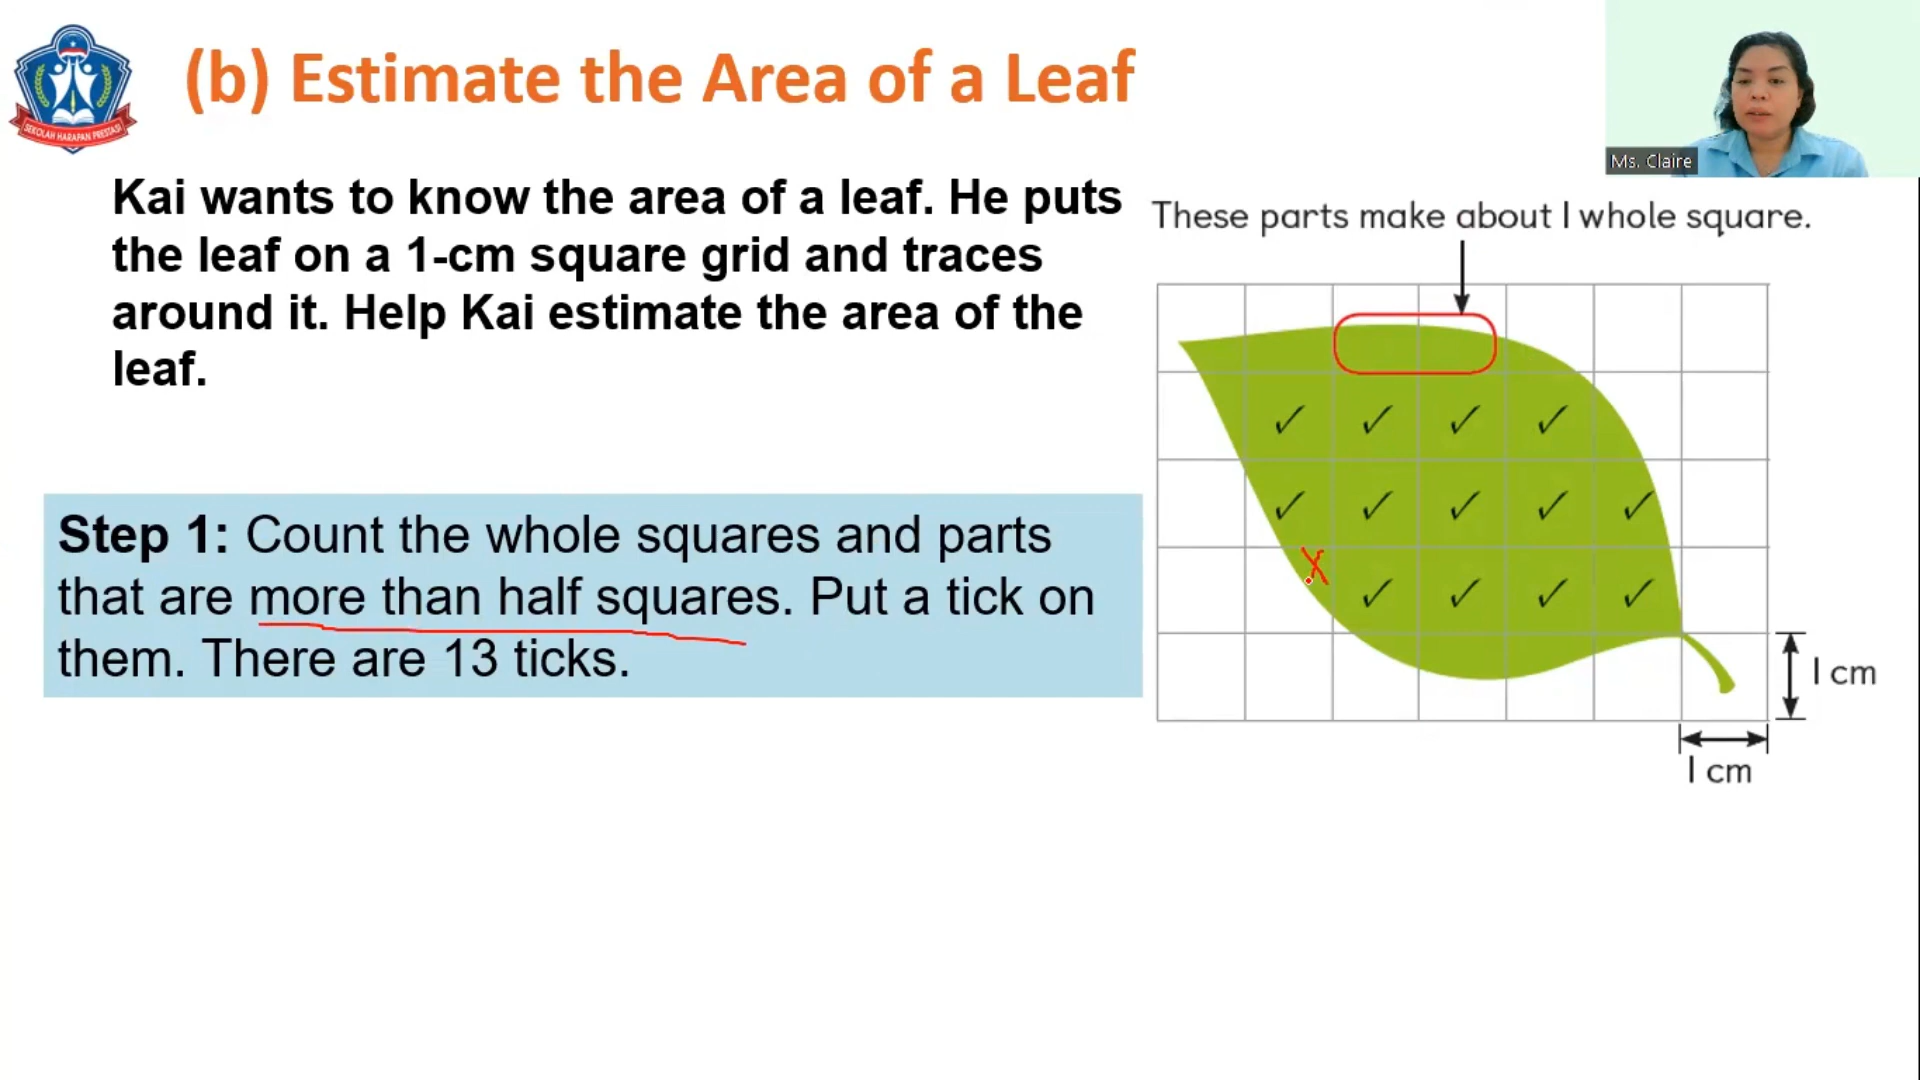 (b) Estimate the Area of a Leaf
SEKOLAH HARAPAN PRESTASI
Ms. Claire
Kai wants to know the area of a leaf. He puts
the leaf on a 1-cm square grid and traces
around it. Help Kai estimate the area of the
leaf.
These parts make about 1 whole square.
Step 1: Count the whole squares and parts
that are more than half squares. Put a tick on
them. There are 13 ticks.
✓ ✓ ✓ ✓
✓ ✓ ✓ ✓ ✓
X ✓ ✓ ✓ ✓
1 cm
1 cm